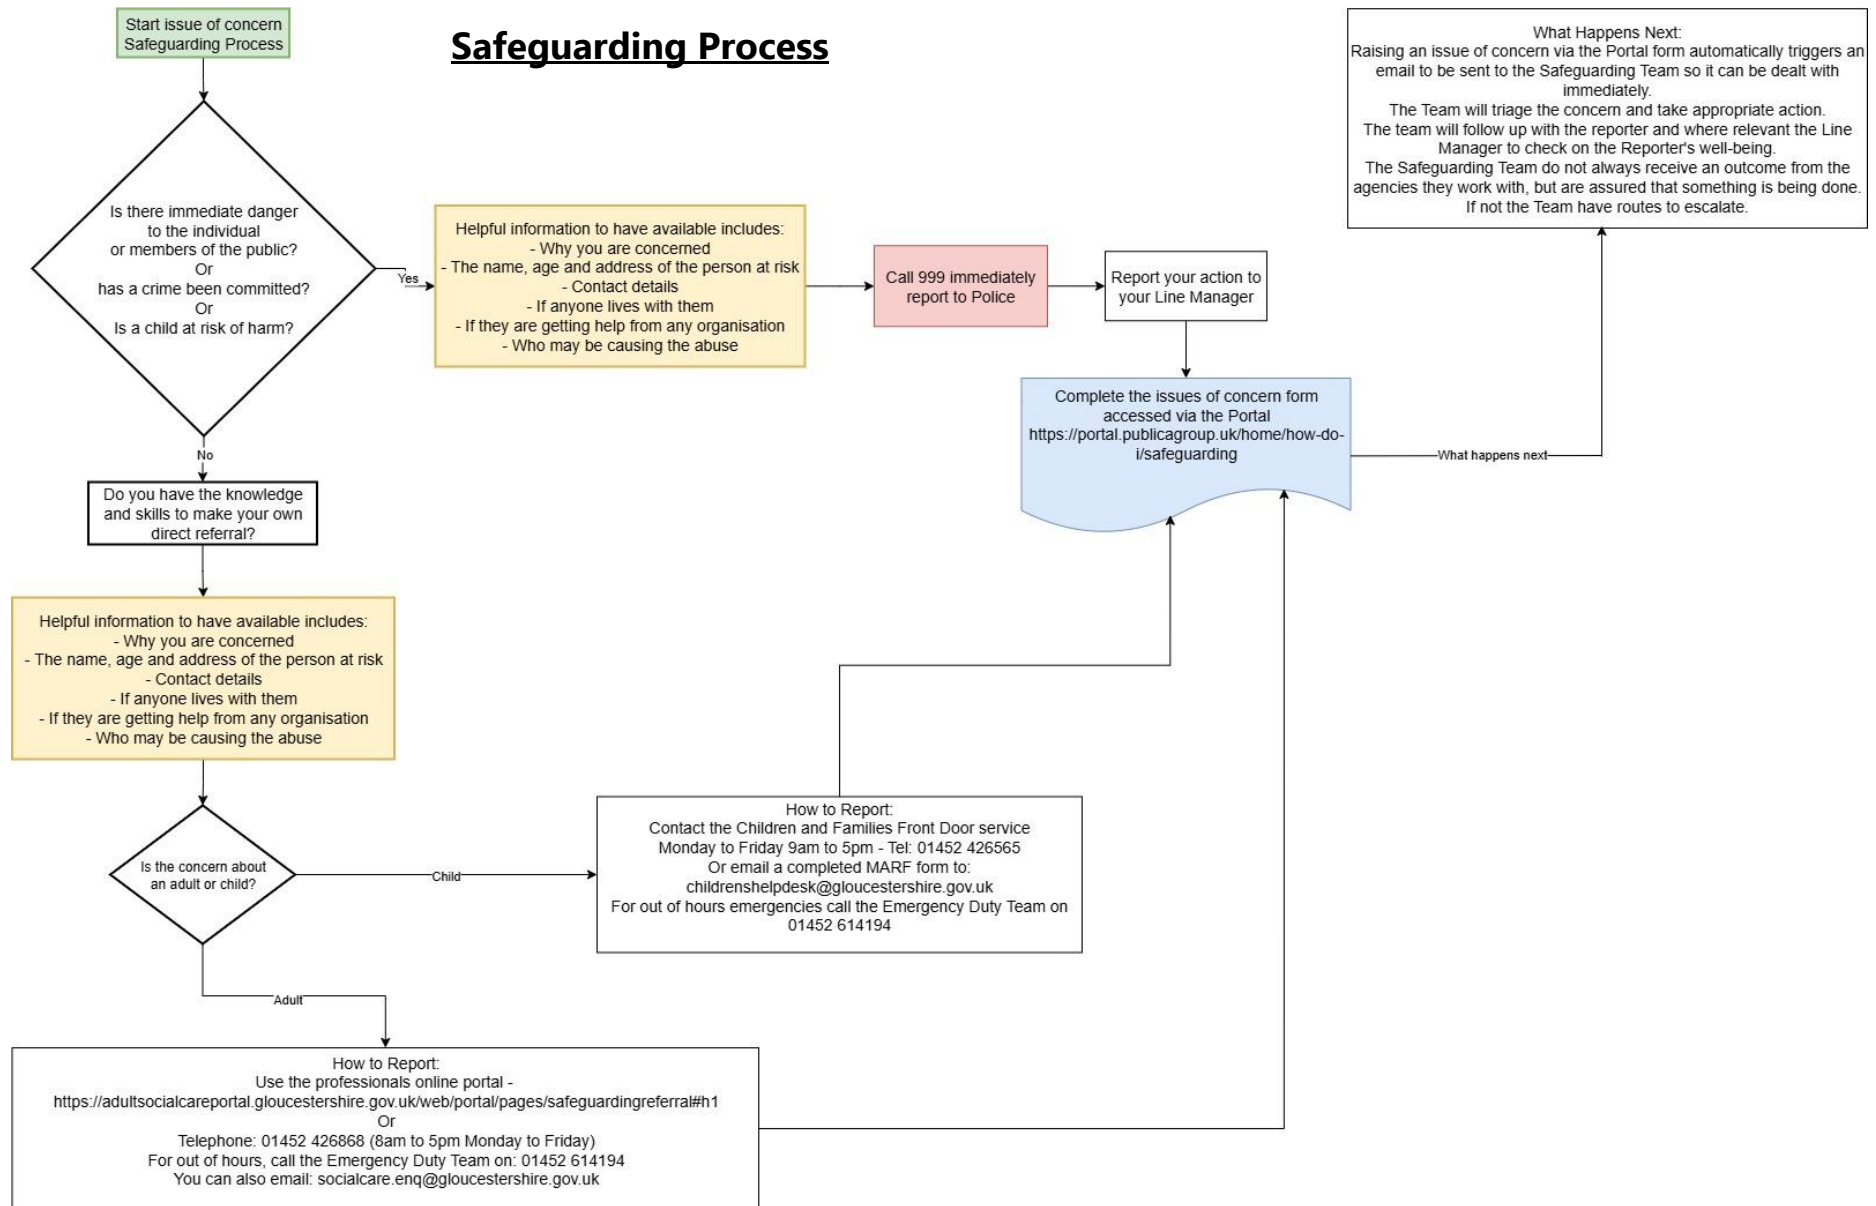 Safeguarding Process
Start issue of concern
Safeguarding Process
Is there immediate danger
to the individual
or members of the public?
Or
has a crime been committed?
Or
Is a child at risk of harm?
Yes
Helpful information to have available includes:
- Why you are concerned
- The name, age and address of the person at risk
- Contact details
- If anyone lives with them
- If they are getting help from any organisation
- Who may be causing the abuse
Call 999 immediately
report to Police
Report your action to
your Line Manager
Complete the issues of concern form
accessed via the Portal
https://portal.publicagroup.uk/home/how-do-
i/safeguarding
What happens next
What Happens Next:
Raising an issue of concern via the Portal form automatically triggers an
email to be sent to the Safeguarding Team so it can be dealt with
immediately.
The Team will triage the concern and take appropriate action.
The team will follow up with the reporter and where relevant the Line
Manager to check on the Reporter's well-being.
The Safeguarding Team do not always receive an outcome from the
agencies they work with, but are assured that something is being done.
If not the Team have routes to escalate.
No
Do you have the knowledge
and skills to make your own
direct referral?
Helpful information to have available includes:
- Why you are concerned
- The name, age and address of the person at risk
- Contact details
- If anyone lives with them
- If they are getting help from any organisation
- Who may be causing the abuse
Is the concern about
an adult or child?
Child
How to Report:
Contact the Children and Families Front Door service
Monday to Friday 9am to 5pm - Tel: 01452 426565
Or email a completed MARF form to:
childrenshelpdesk@gloucestershire.gov.uk
For out of hours emergencies call the Emergency Duty Team on
01452 614194
Adult
How to Report:
Use the professionals online portal -
https://adultsocialcareportal.gloucestershire.gov.uk/web/portal/pages/safeguardingreferral#h1
Or
Telephone: 01452 426868 (8am to 5pm Monday to Friday)
For out of hours, call the Emergency Duty Team on: 01452 614194
You can also email: socialcare.enq@gloucestershire.gov.uk